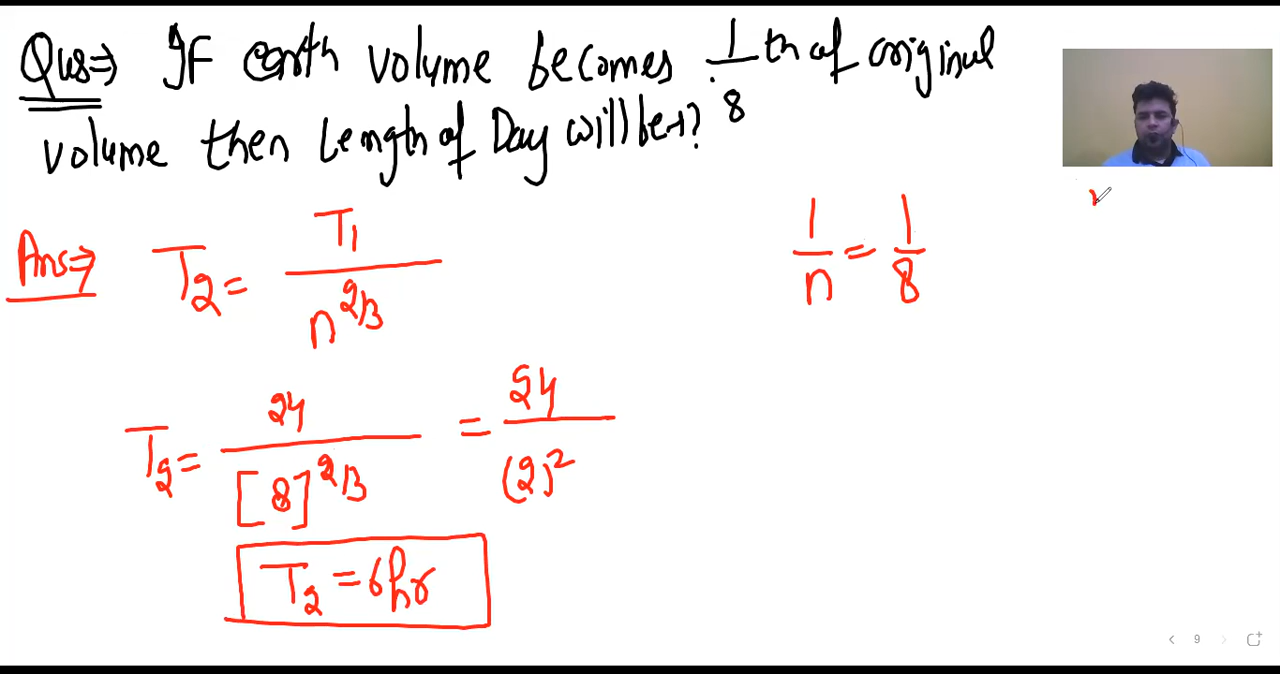 Qus⇒ If earth volume becomes 1/8 th of original
volume then Length of Day will be→?
Ans⇒ T₂ = T₁/n^2/3
1/n = 1/8
T₂ = 24/[8]^2/3 = 24/(2)²
T₂ = 6hr
9